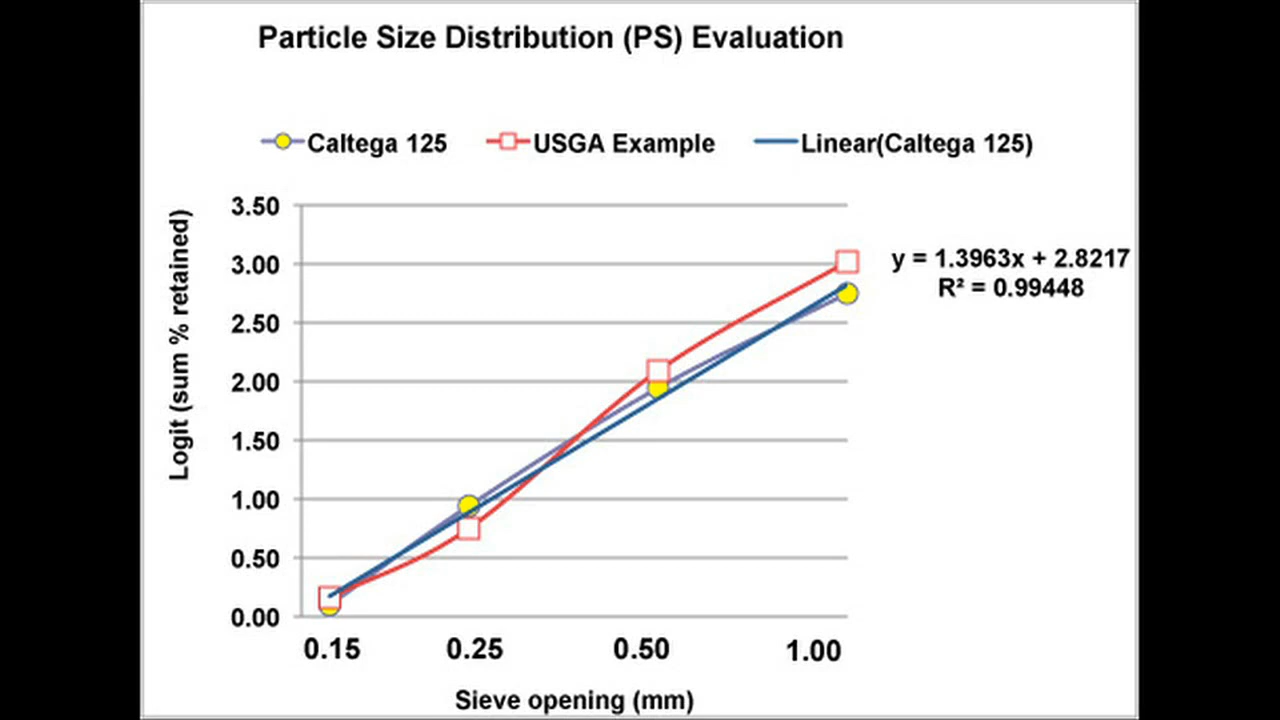 Particle Size Distribution (PS) Evaluation
Caltega 125 USGA Example Linear(Caltega 125)
Logit (sum % retained)
3.50
3.00
2.50
2.00
1.50
1.00
0.50
0.00
y = 1.3963x + 2.8217
R² = 0.99448
0.15 0.25 0.50 1.00
Sieve opening (mm)